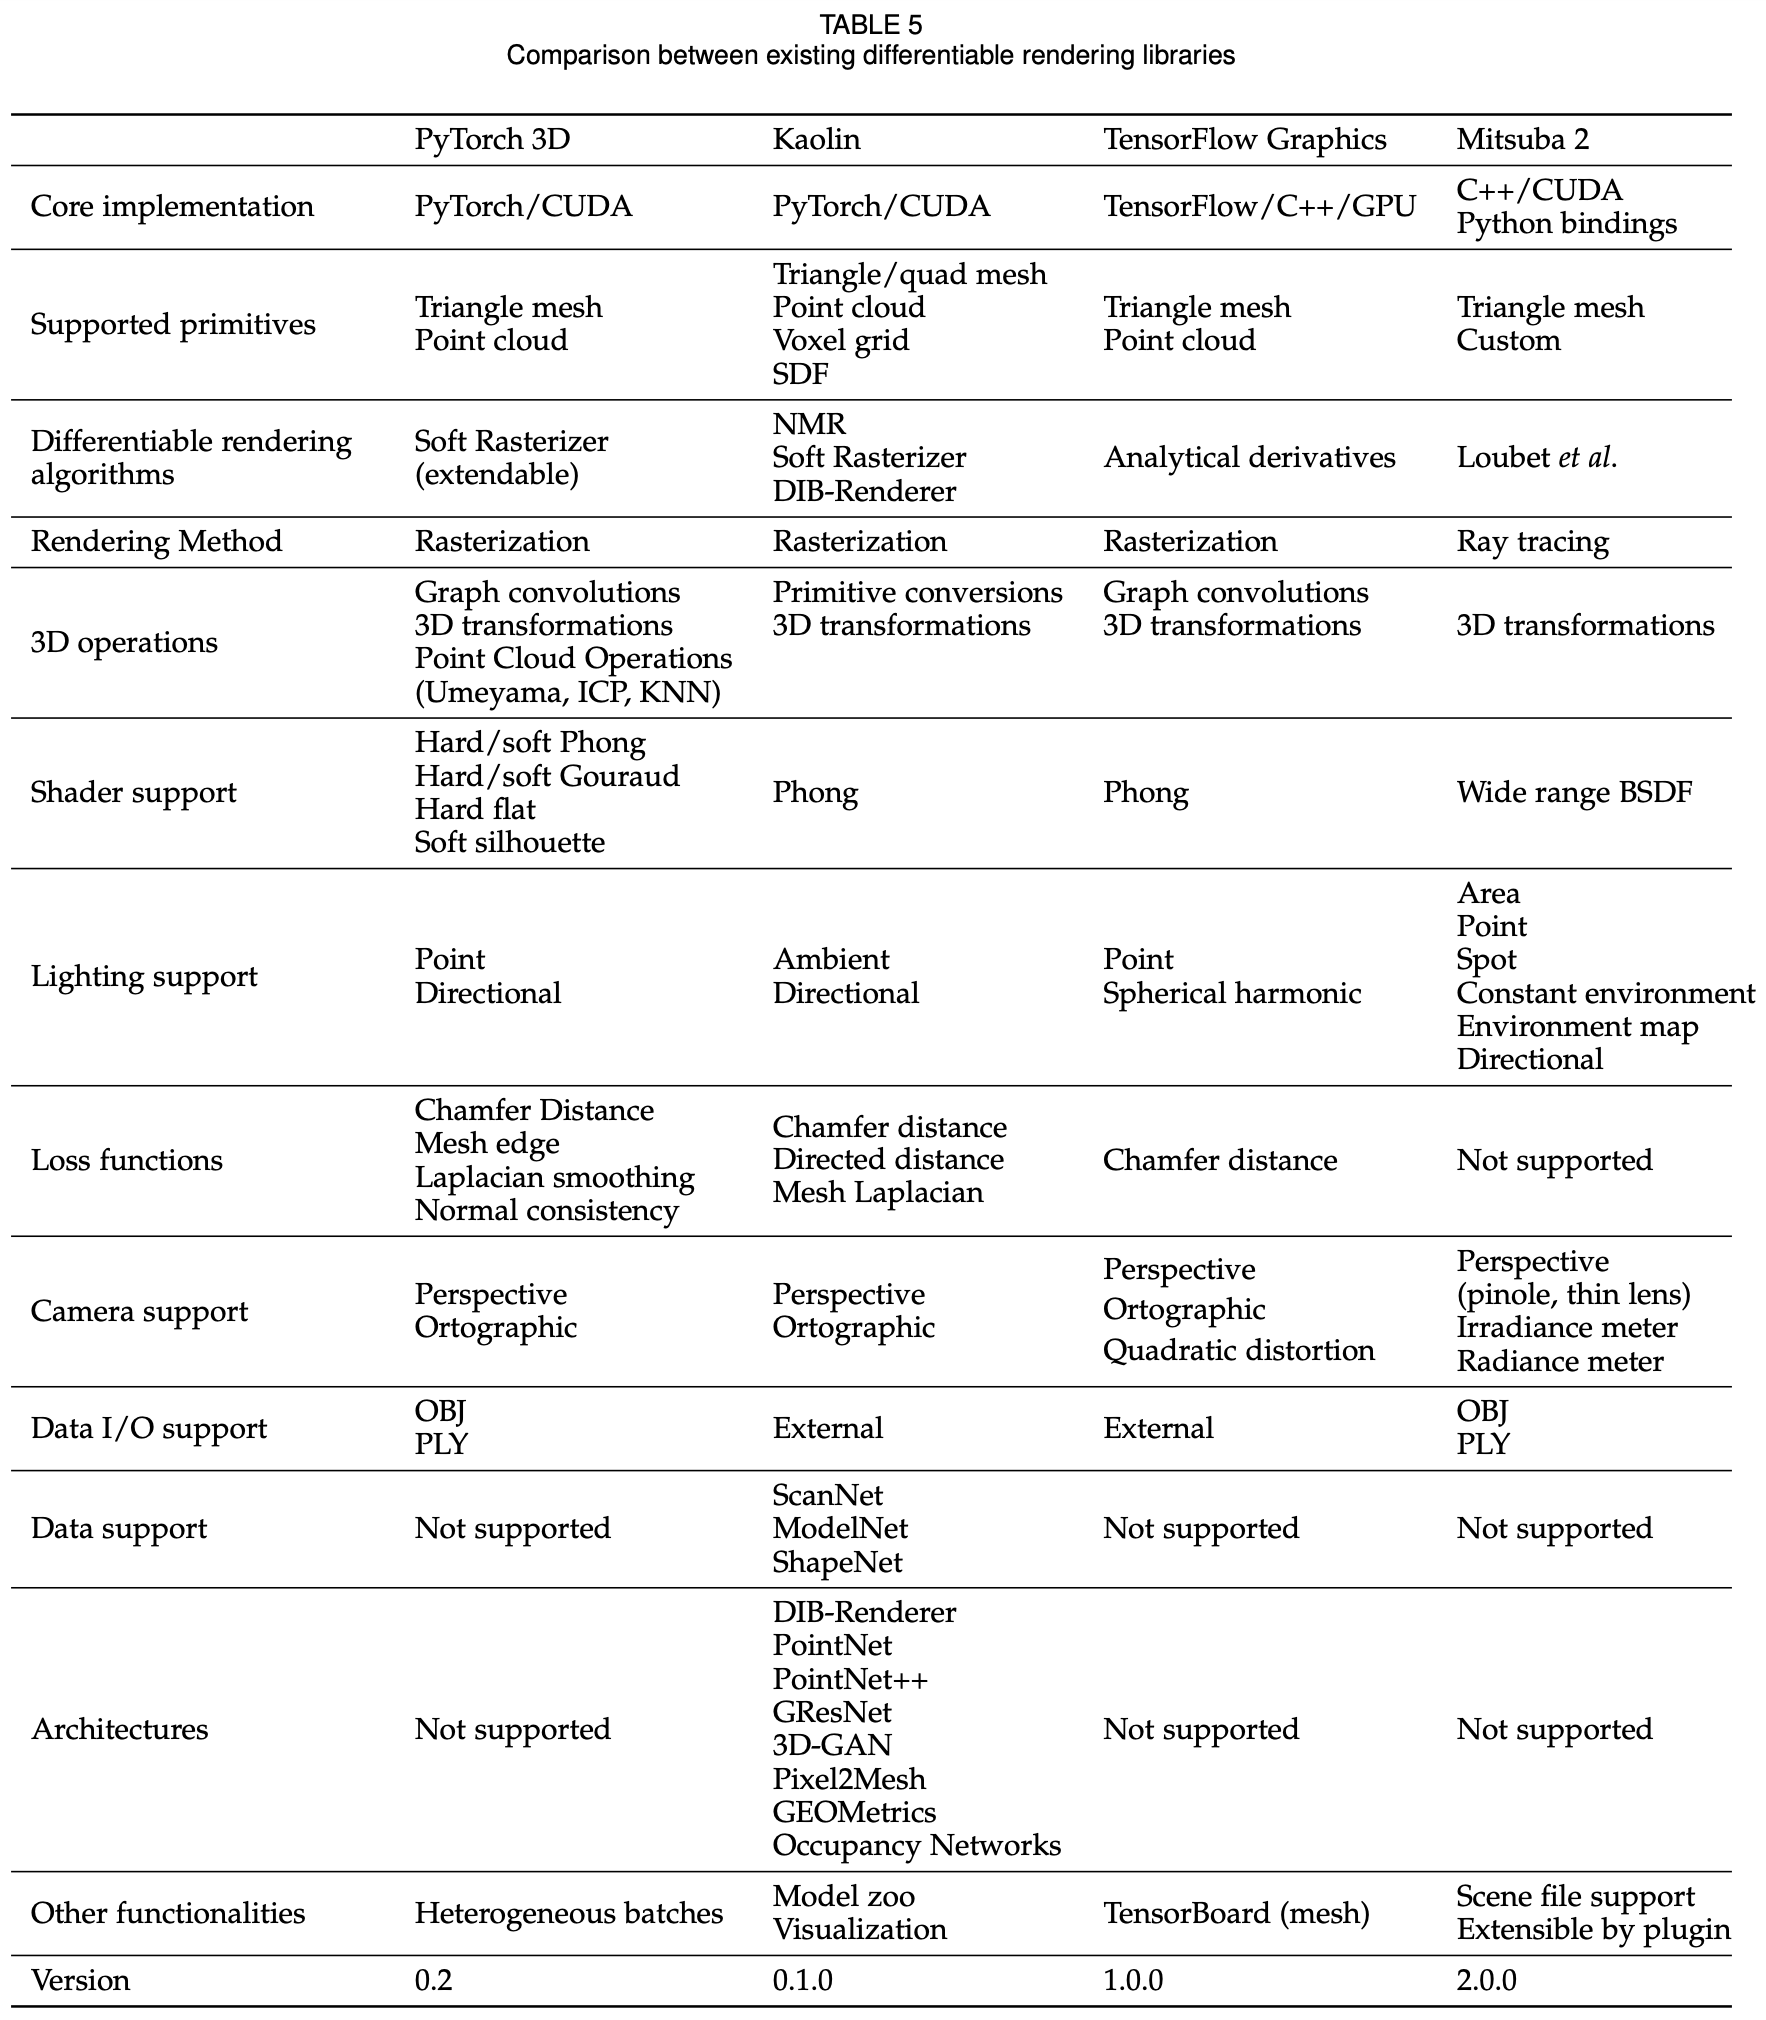 TABLE 5
Comparison between existing differentiable rendering libraries
PyTorch 3D Kaolin TensorFlow Graphics Mitsuba 2
Core implementation PyTorch/CUDA PyTorch/CUDA TensorFlow/C++/GPU C++/CUDA
Python bindings
Supported primitives
Triangle mesh
Point cloud
Triangle/quad mesh
Point cloud
Voxel grid
SDF
Triangle mesh
Point cloud
Triangle mesh
Custom
Differentiable rendering
algorithms
Soft Rasterizer
(extendable)
NMR
Soft Rasterizer
DIB-Renderer
Analytical derivatives
Loubet et al.
Rendering Method Rasterization Rasterization Rasterization Ray tracing
3D operations
Graph convolutions
3D transformations
Point Cloud Operations
(Umeyama, ICP, KNN)
Primitive conversions
3D transformations
Graph convolutions
3D transformations
3D transformations
Shader support
Hard/soft Phong
Hard/soft Gouraud
Hard flat
Soft silhouette
Phong
Phong
Wide range BSDF
Lighting support
Point
Directional
Ambient
Directional
Point
Spherical harmonic
Area
Point
Spot
Constant environment
Environment map
Directional
Loss functions
Chamfer Distance
Mesh edge
Laplacian smoothing
Normal consistency
Chamfer distance
Directed distance
Mesh Laplacian
Chamfer distance
Not supported
Camera support
Perspective
Ortographic
Perspective
Ortographic
Perspective
Ortographic
Quadratic distortion
Perspective
(pinole, thin lens)
Irradiance meter
Radiance meter
Data I/O support
OBJ
PLY
External
External
OBJ
PLY
Data support
Not supported
ScanNet
ModelNet
ShapeNet
Not supported
Not supported
Architectures
Not supported
DIB-Renderer
PointNet
PointNet++
GResNet
3D-GAN
Pixel2Mesh
GEOMetrics
Occupancy Networks
Not supported
Not supported
Other functionalities
Heterogeneous batches
Model zoo
Visualization
TensorBoard (mesh)
Scene file support
Extensible by plugin
Version 0.2 0.1.0 1.0.0 2.0.0